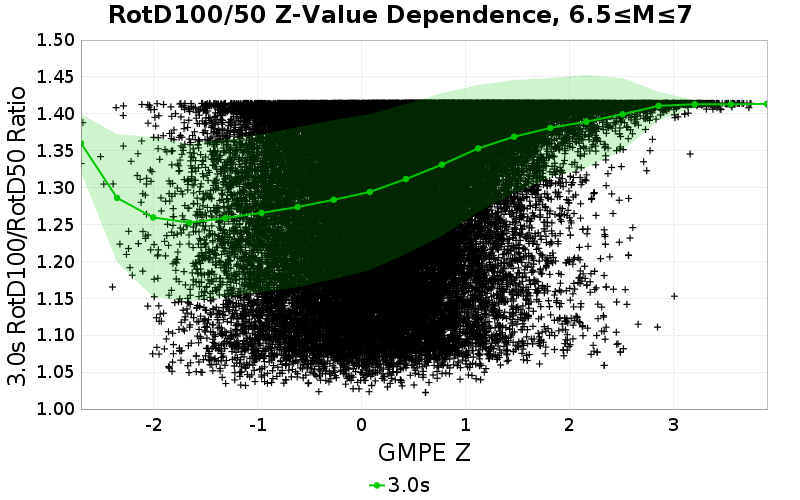 RotD100/50 Z-Value Dependence, 6.5≤M≤7
3.0s RotD100/RotD50 Ratio
1.50
1.45
1.40
1.35
1.30
1.25
1.20
1.15
1.10
1.05
1.00
-2 -1 0 1 2 3
GMPE Z
3.0s